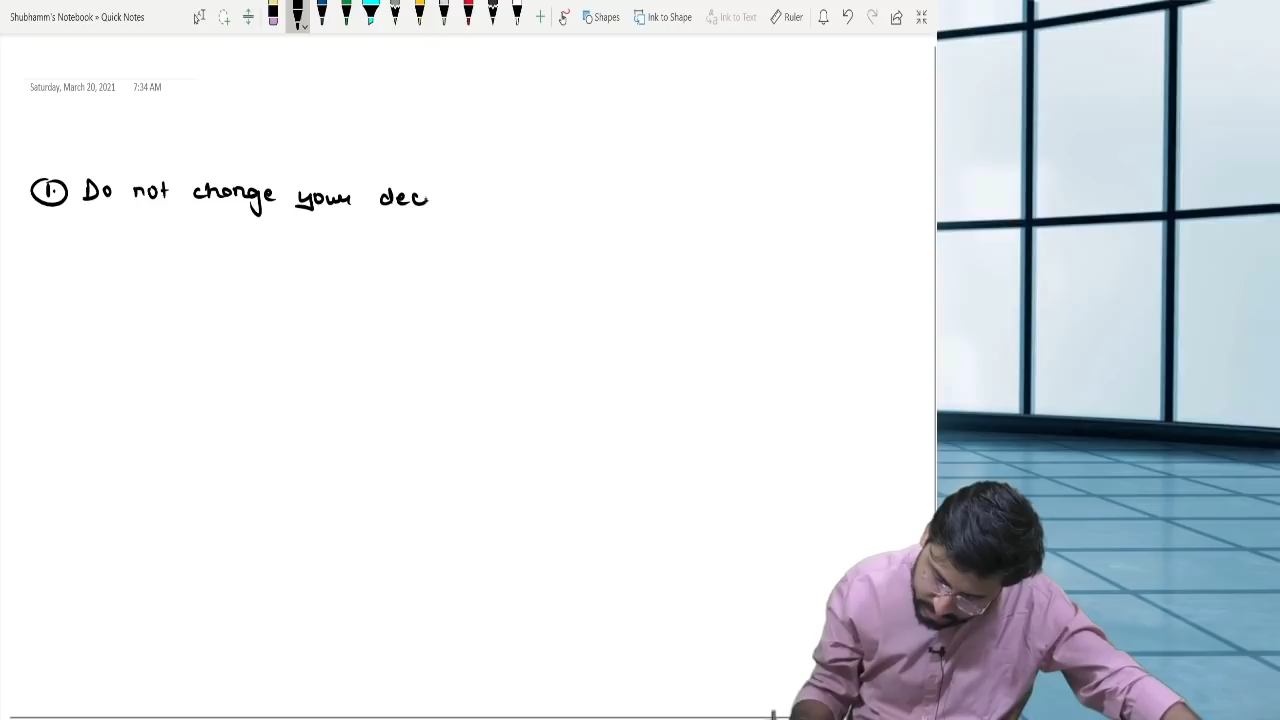 Shubhamm's Notebook » Quick Notes
Shapes
Ink to Shape
Ink to Text
Ruler
Saturday, March 20, 2021 7:34 AM
1. Do not change your dec